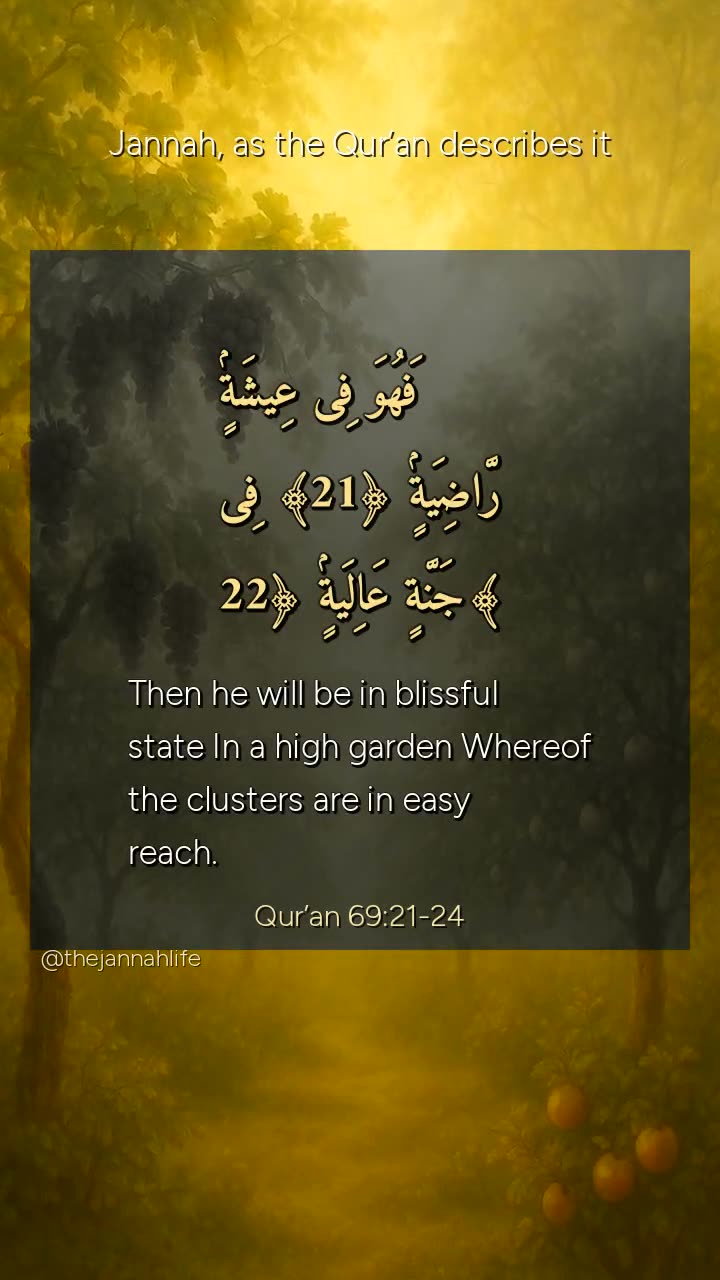 Jannah, as the Qur’an describes it
فَهُوَ فِى عِيشَةٍۢ
رَّاضِيَةٍۢ ﴿21﴾ فِى
جَنَّةٍ عَالِيَةٍۢ ﴿22﴾
Then he will be in blissful
state In a high garden Whereof
the clusters are in easy
reach.
Qur’an 69:21-24
@thejannahlife